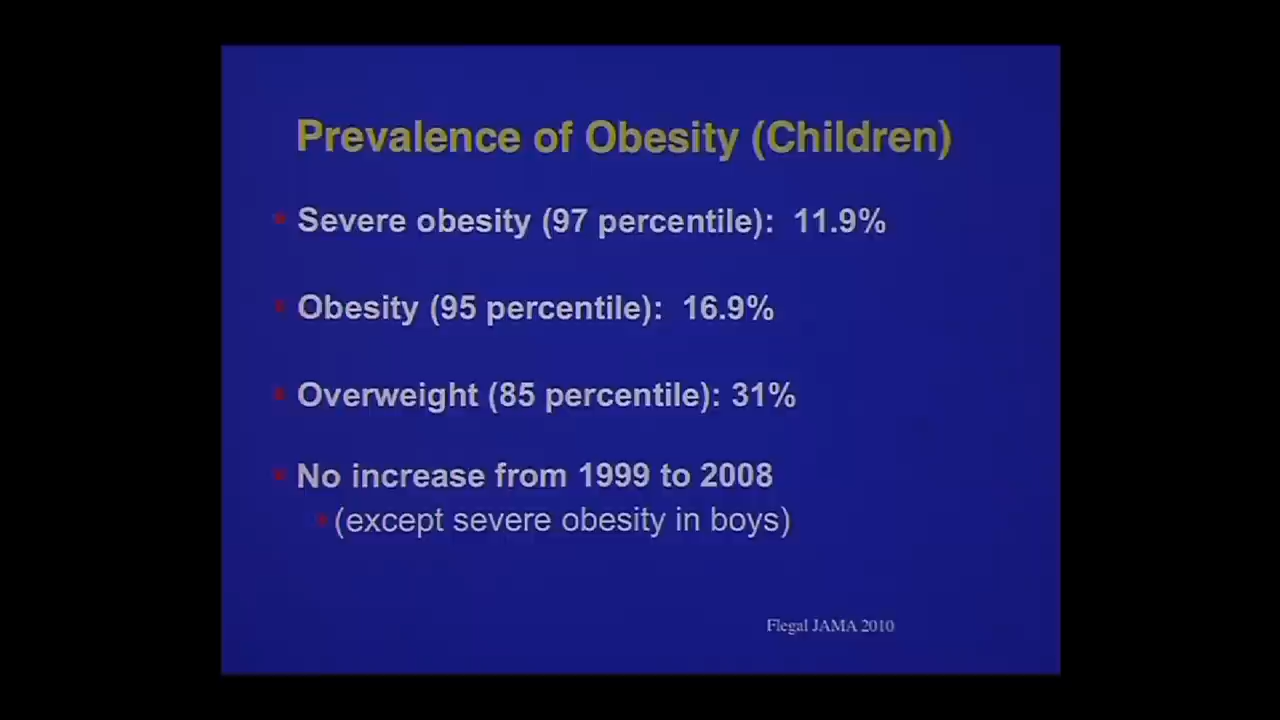 Prevalence of Obesity (Children)
Severe obesity (97 percentile): 11.9%
Obesity (95 percentile): 16.9%
Overweight (85 percentile): 31%
No increase from 1999 to 2008
(except severe obesity in boys)
Flegal JAMA 2010